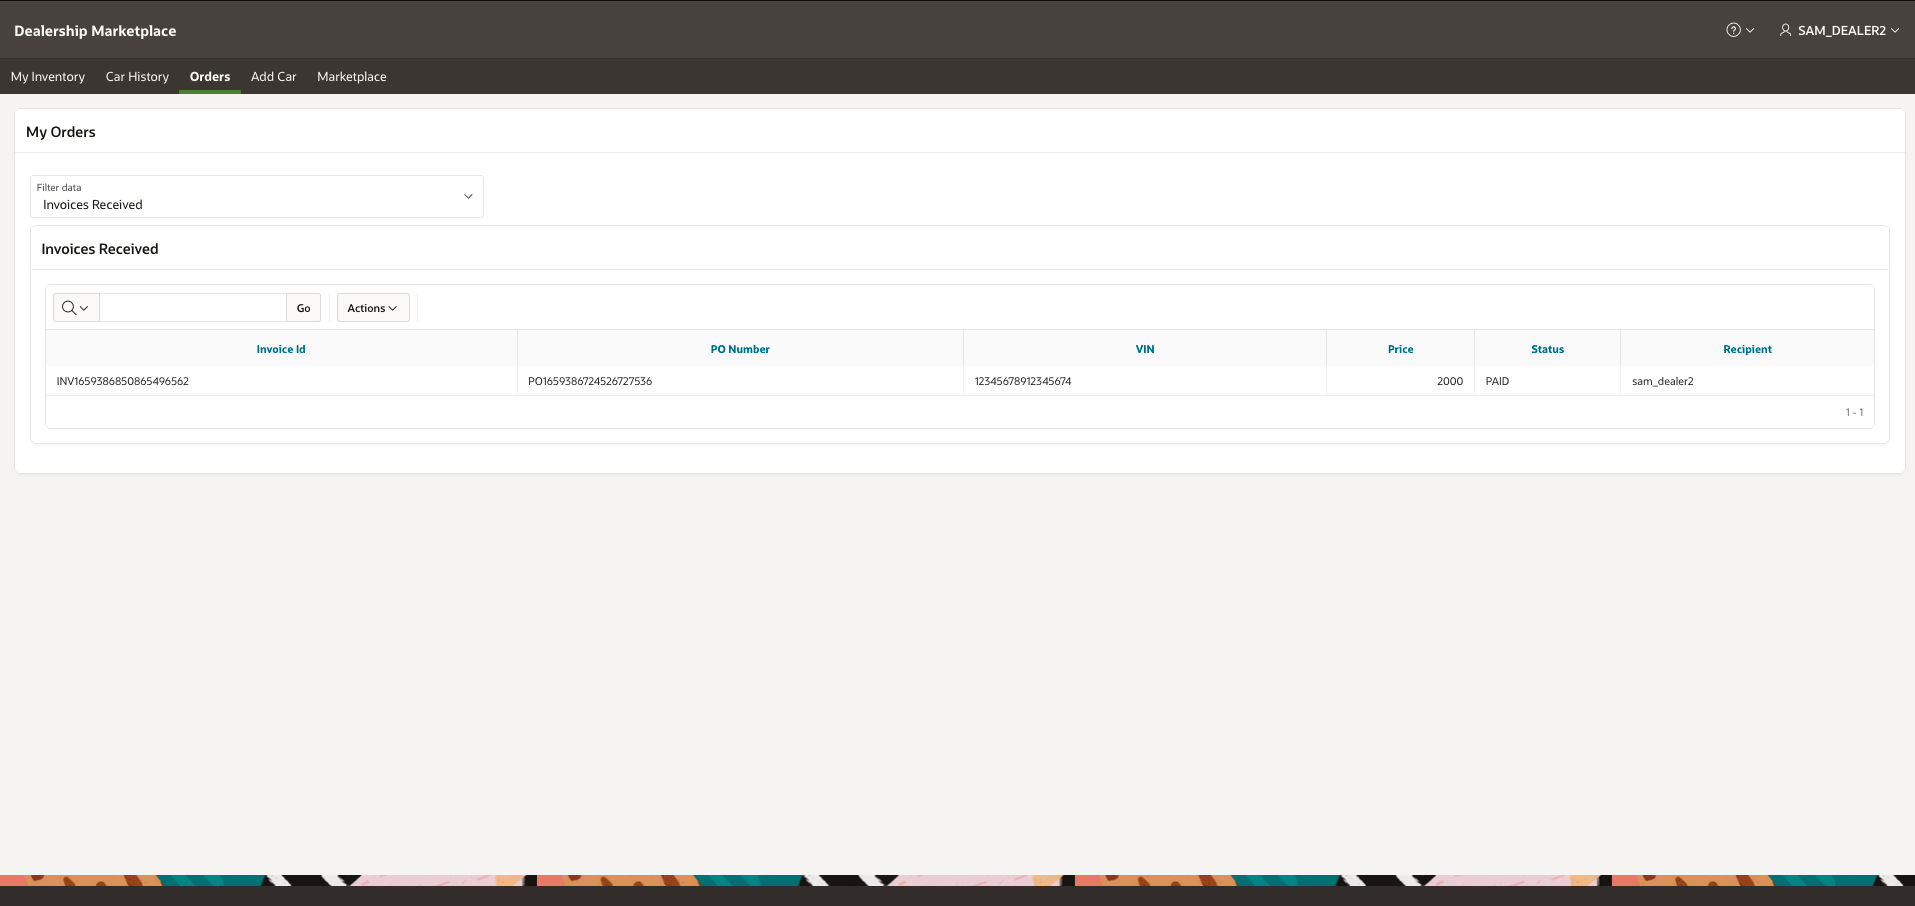 Dealership Marketplace
? SAM_DEALER2
My Inventory Car History Orders Add Car Marketplace
My Orders
Filter data
Invoices Received
Invoices Received
Go Actions
Invoice Id PO Number VIN Price Status Recipient
INV1659386850865496562 PO1659386724526727536 12345678912345674 2000 PAID sam_dealer2
1 - 1